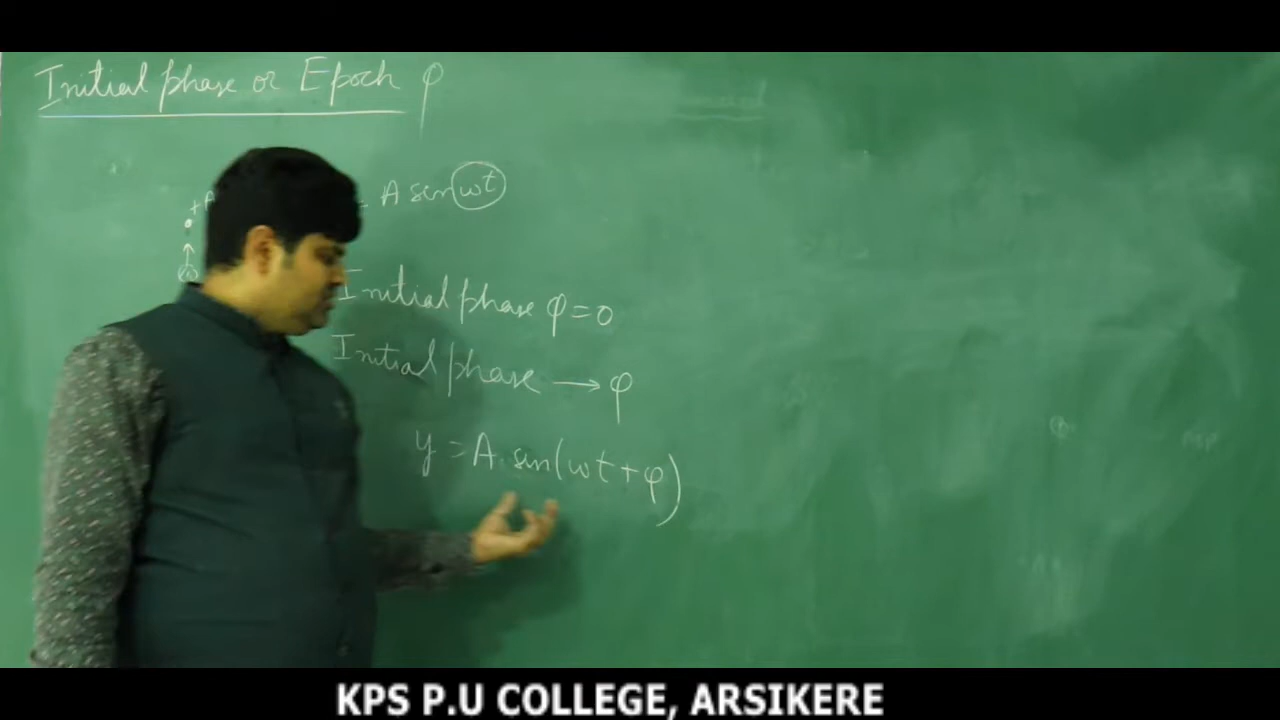 Initial phase or Epoch φ
+A
= A sin ωt
Initial phase φ = 0
Initial phase → φ
y = A sin(ωt + φ)
KPS P.U COLLEGE, ARSIKERE